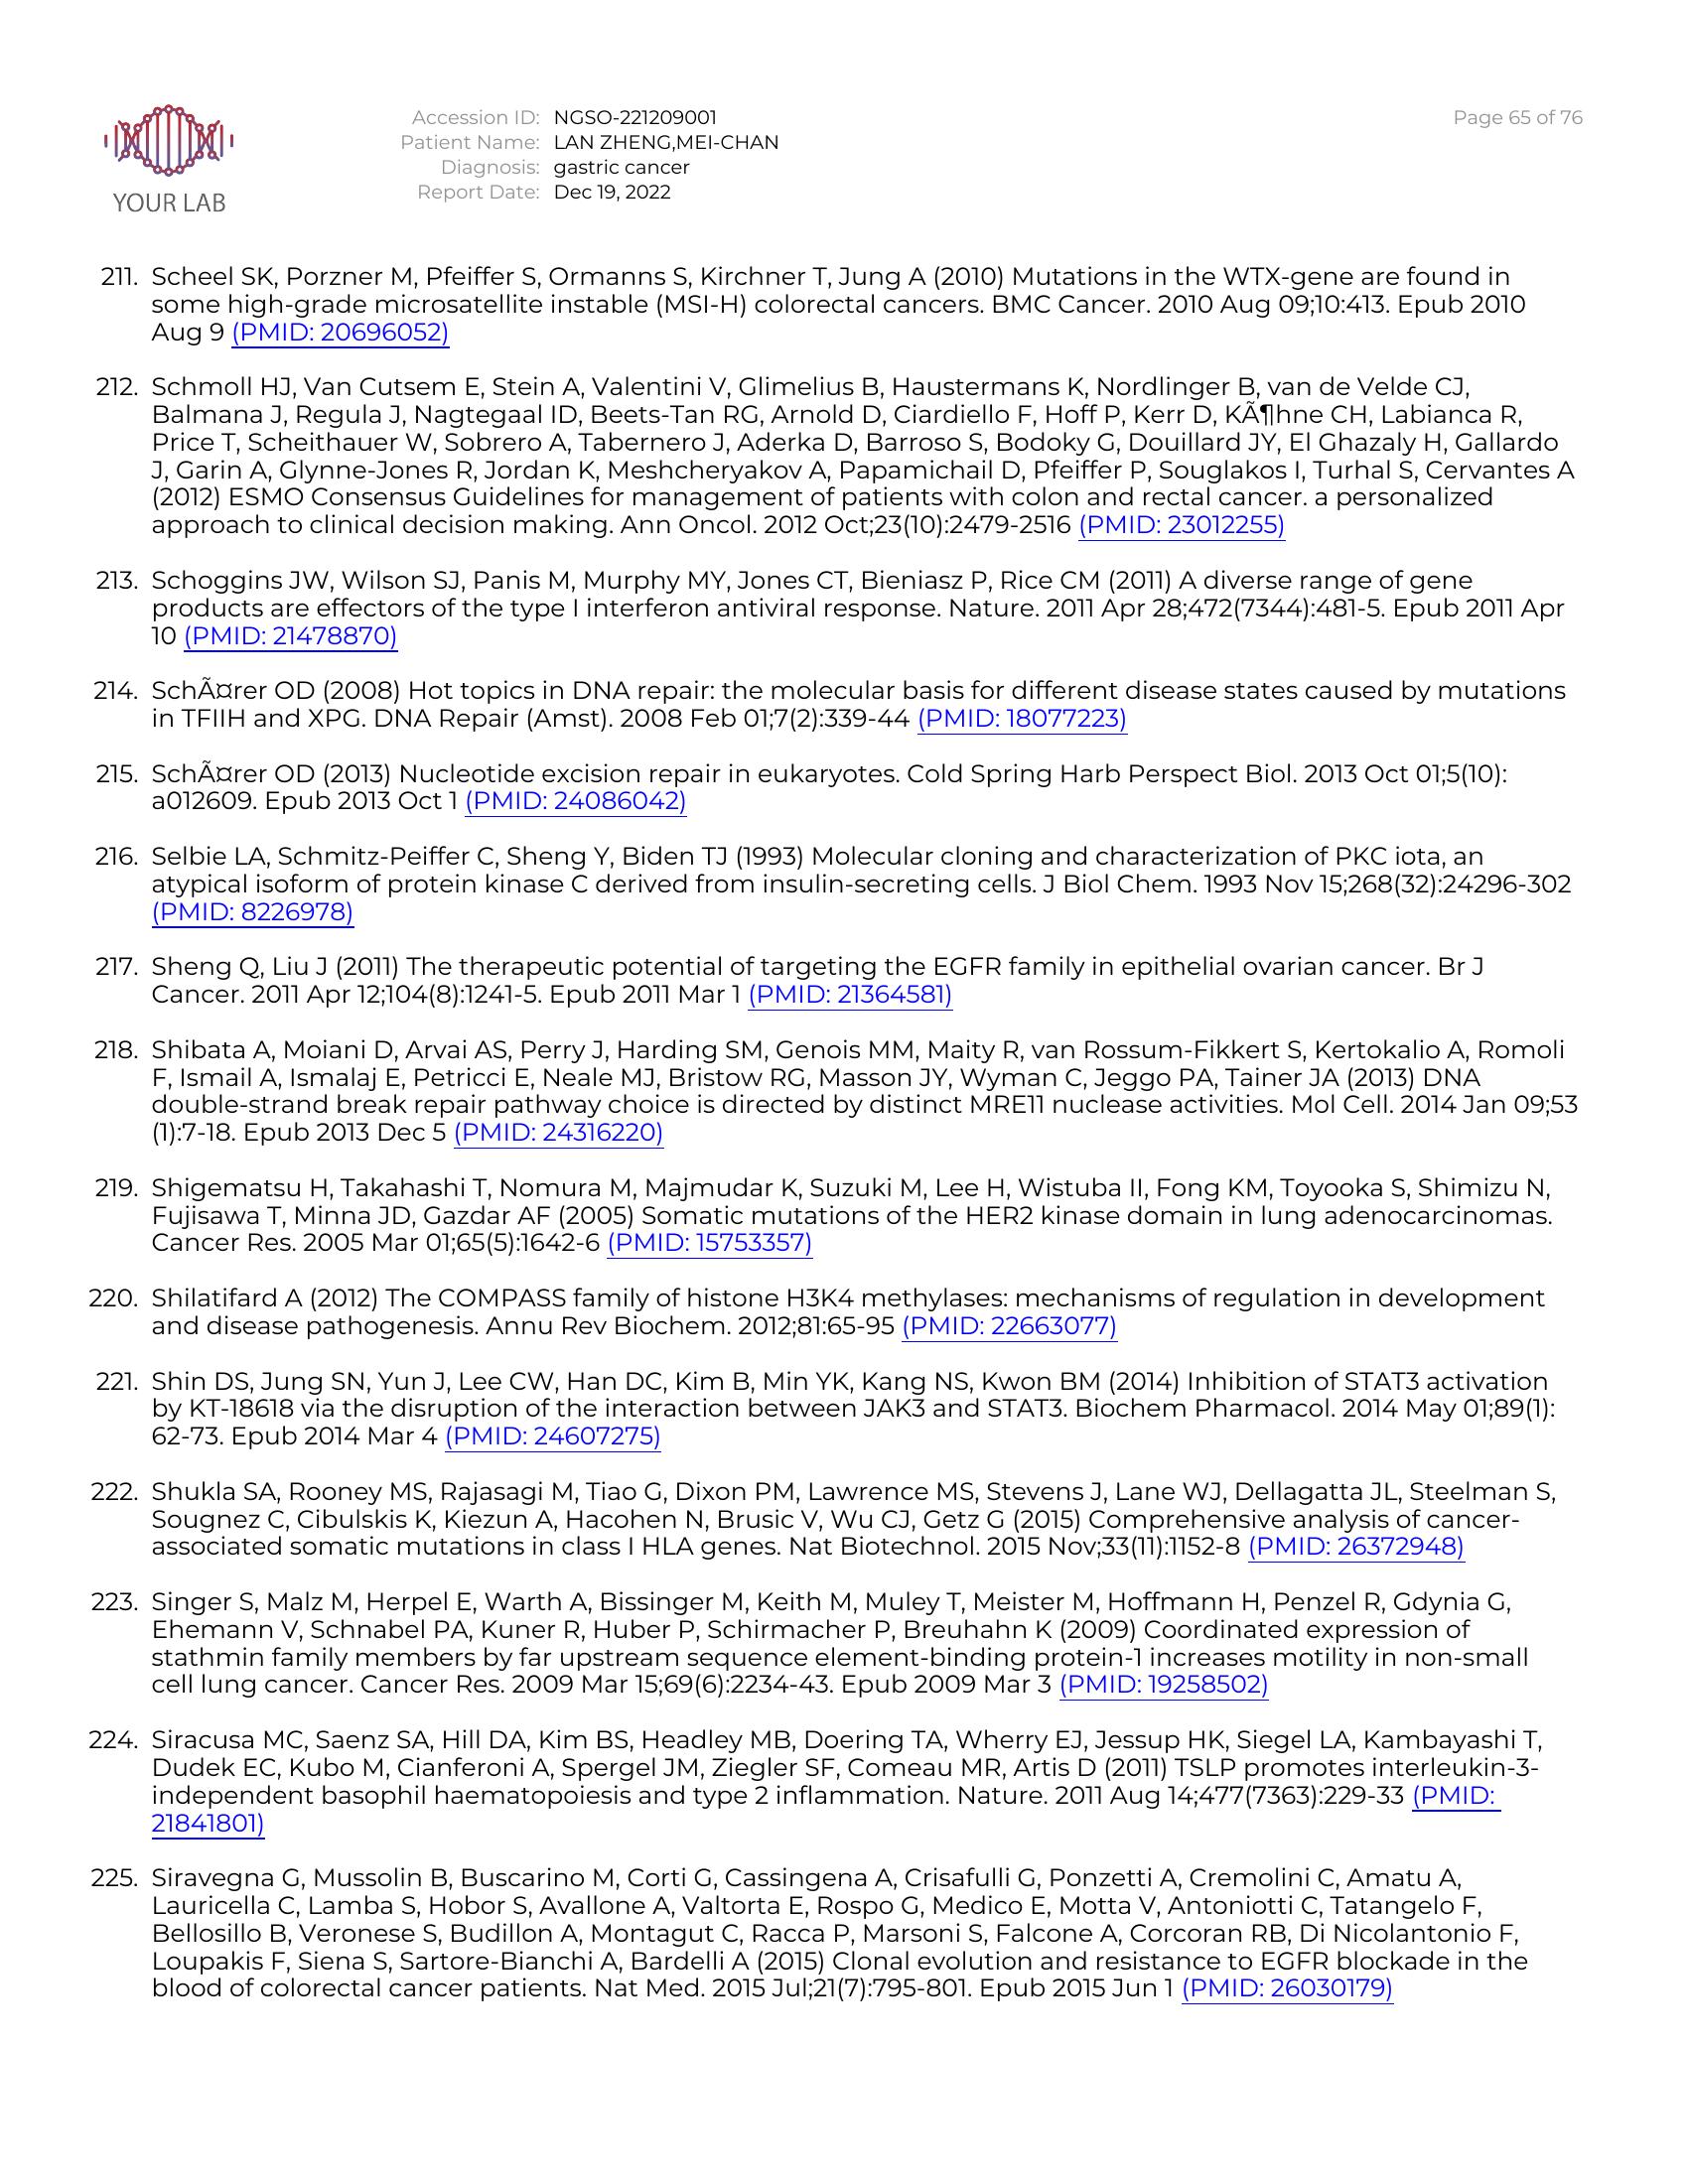 YOUR LAB
Accession ID: NGSO-221209001
Patient Name: LAN ZHENG,MEI-CHAN
Diagnosis: gastric cancer
Report Date: Dec 19, 2022
Page 65 of 76
211. Scheel SK, Porzner M, Pfeiffer S, Ormanns S, Kirchner T, Jung A (2010) Mutations in the WTX-gene are found in
some high-grade microsatellite instable (MSI-H) colorectal cancers. BMC Cancer. 2010 Aug 09;10:413. Epub 2010
Aug 9 (PMID: 20696052)
212. Schmoll HJ, Van Cutsem E, Stein A, Valentini V, Glimelius B, Haustermans K, Nordlinger B, van de Velde CJ,
Balmana J, Regula J, Nagtegaal ID, Beets-Tan RG, Arnold D, Ciardiello F, Hoff P, Kerr D, KÃ¶hne CH, Labianca R,
Price T, Scheithauer W, Sobrero A, Tabernero J, Aderka D, Barroso S, Bodoky G, Douillard JY, El Ghazaly H, Gallardo
J, Garin A, Glynne-Jones R, Jordan K, Meshcheryakov A, Papamichail D, Pfeiffer P, Souglakos I, Turhal S, Cervantes A
(2012) ESMO Consensus Guidelines for management of patients with colon and rectal cancer. a personalized
approach to clinical decision making. Ann Oncol. 2012 Oct;23(10):2479-2516 (PMID: 23012255)
213. Schoggins JW, Wilson SJ, Panis M, Murphy MY, Jones CT, Bieniasz P, Rice CM (2011) A diverse range of gene
products are effectors of the type I interferon antiviral response. Nature. 2011 Apr 28;472(7344):481-5. Epub 2011 Apr
10 (PMID: 21478870)
214. SchÃ¤rer OD (2008) Hot topics in DNA repair: the molecular basis for different disease states caused by mutations
in TFIIH and XPG. DNA Repair (Amst). 2008 Feb 01;7(2):339-44 (PMID: 18077223)
215. SchÃ¤rer OD (2013) Nucleotide excision repair in eukaryotes. Cold Spring Harb Perspect Biol. 2013 Oct 01;5(10):
a012609. Epub 2013 Oct 1 (PMID: 24086042)
216. Selbie LA, Schmitz-Peiffer C, Sheng Y, Biden TJ (1993) Molecular cloning and characterization of PKC iota, an
atypical isoform of protein kinase C derived from insulin-secreting cells. J Biol Chem. 1993 Nov 15;268(32):24296-302
(PMID: 8226978)
217. Sheng Q, Liu J (2011) The therapeutic potential of targeting the EGFR family in epithelial ovarian cancer. Br J
Cancer. 2011 Apr 12;104(8):1241-5. Epub 2011 Mar 1 (PMID: 21364581)
218. Shibata A, Moiani D, Arvai AS, Perry J, Harding SM, Genois MM, Maity R, van Rossum-Fikkert S, Kertokalio A, Romoli
F, Ismail A, Ismalaj E, Petricci E, Neale MJ, Bristow RG, Masson JY, Wyman C, Jeggo PA, Tainer JA (2013) DNA
double-strand break repair pathway choice is directed by distinct MRE11 nuclease activities. Mol Cell. 2014 Jan 09;53
(1):7-18. Epub 2013 Dec 5 (PMID: 24316220)
219. Shigematsu H, Takahashi T, Nomura M, Majmudar K, Suzuki M, Lee H, Wistuba II, Fong KM, Toyooka S, Shimizu N,
Fujisawa T, Minna JD, Gazdar AF (2005) Somatic mutations of the HER2 kinase domain in lung adenocarcinomas.
Cancer Res. 2005 Mar 01;65(5):1642-6 (PMID: 15753357)
220. Shilatifard A (2012) The COMPASS family of histone H3K4 methylases: mechanisms of regulation in development
and disease pathogenesis. Annu Rev Biochem. 2012;81:65-95 (PMID: 22663077)
221. Shin DS, Jung SN, Yun J, Lee CW, Han DC, Kim B, Min YK, Kang NS, Kwon BM (2014) Inhibition of STAT3 activation
by KT-18618 via the disruption of the interaction between JAK3 and STAT3. Biochem Pharmacol. 2014 May 01;89(1):
62-73. Epub 2014 Mar 4 (PMID: 24607275)
222. Shukla SA, Rooney MS, Rajasagi M, Tiao G, Dixon PM, Lawrence MS, Stevens J, Lane WJ, Dellagatta JL, Steelman S,
Sougnez C, Cibulskis K, Kiezun A, Hacohen N, Brusic V, Wu CJ, Getz G (2015) Comprehensive analysis of cancer-
associated somatic mutations in class I HLA genes. Nat Biotechnol. 2015 Nov;33(11):1152-8 (PMID: 26372948)
223. Singer S, Malz M, Herpel E, Warth A, Bissinger M, Keith M, Muley T, Meister M, Hoffmann H, Penzel R, Gdynia G,
Ehemann V, Schnabel PA, Kuner R, Huber P, Schirmacher P, Breuhahn K (2009) Coordinated expression of
stathmin family members by far upstream sequence element-binding protein-1 increases motility in non-small
cell lung cancer. Cancer Res. 2009 Mar 15;69(6):2234-43. Epub 2009 Mar 3 (PMID: 19258502)
224. Siracusa MC, Saenz SA, Hill DA, Kim BS, Headley MB, Doering TA, Wherry EJ, Jessup HK, Siegel LA, Kambayashi T,
Dudek EC, Kubo M, Cianferoni A, Spergel JM, Ziegler SF, Comeau MR, Artis D (2011) TSLP promotes interleukin-3-
independent basophil haematopoiesis and type 2 inflammation. Nature. 2011 Aug 14;477(7363):229-33 (PMID:
21841801)
225. Siravegna G, Mussolin B, Buscarino M, Corti G, Cassingena A, Crisafulli G, Ponzetti A, Cremolini C, Amatu A,
Lauricella C, Lamba S, Hobor S, Avallone A, Valtorta E, Rospo G, Medico E, Motta V, Antoniotti C, Tatangelo F,
Bellosillo B, Veronese S, Budillon A, Montagut C, Racca P, Marsoni S, Falcone A, Corcoran RB, Di Nicolantonio F,
Loupakis F, Siena S, Sartore-Bianchi A, Bardelli A (2015) Clonal evolution and resistance to EGFR blockade in the
blood of colorectal cancer patients. Nat Med. 2015 Jul;21(7):795-801. Epub 2015 Jun 1 (PMID: 26030179)